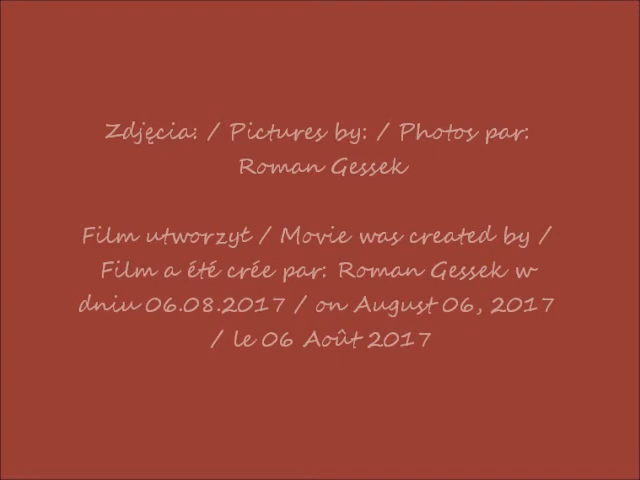 Zdjęcia: / Pictures by: / Photos par:
Roman Gessek
Film utworzył / Movie was created by /
Film a été crée par: Roman Gessek w
dniu 06.08.2017 / on August 06, 2017
/ le 06 Août 2017